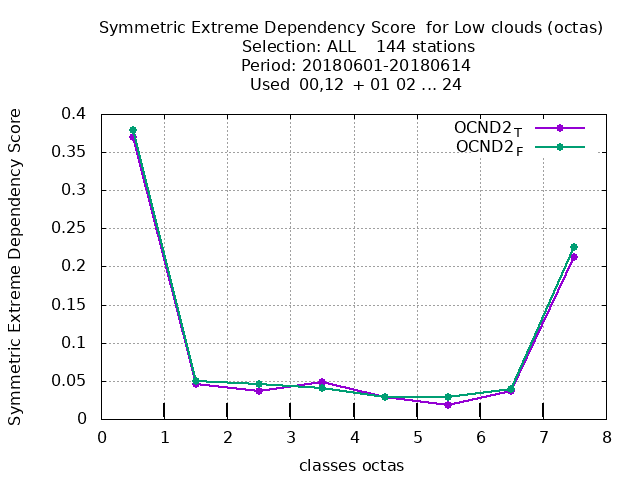 Symmetric Extreme Dependency Score  for Low clouds (octas)
Selection: ALL    144 stations
Period: 20180601-20180614
Used  00,12  + 01 02 ... 24
Symmetric Extreme Dependency Score
0.4
0.35
0.3
0.25
0.2
0.15
0.1
0.05
0
OCND2T
OCND2F
0 1 2 3 4 5 6 7 8
classes octas